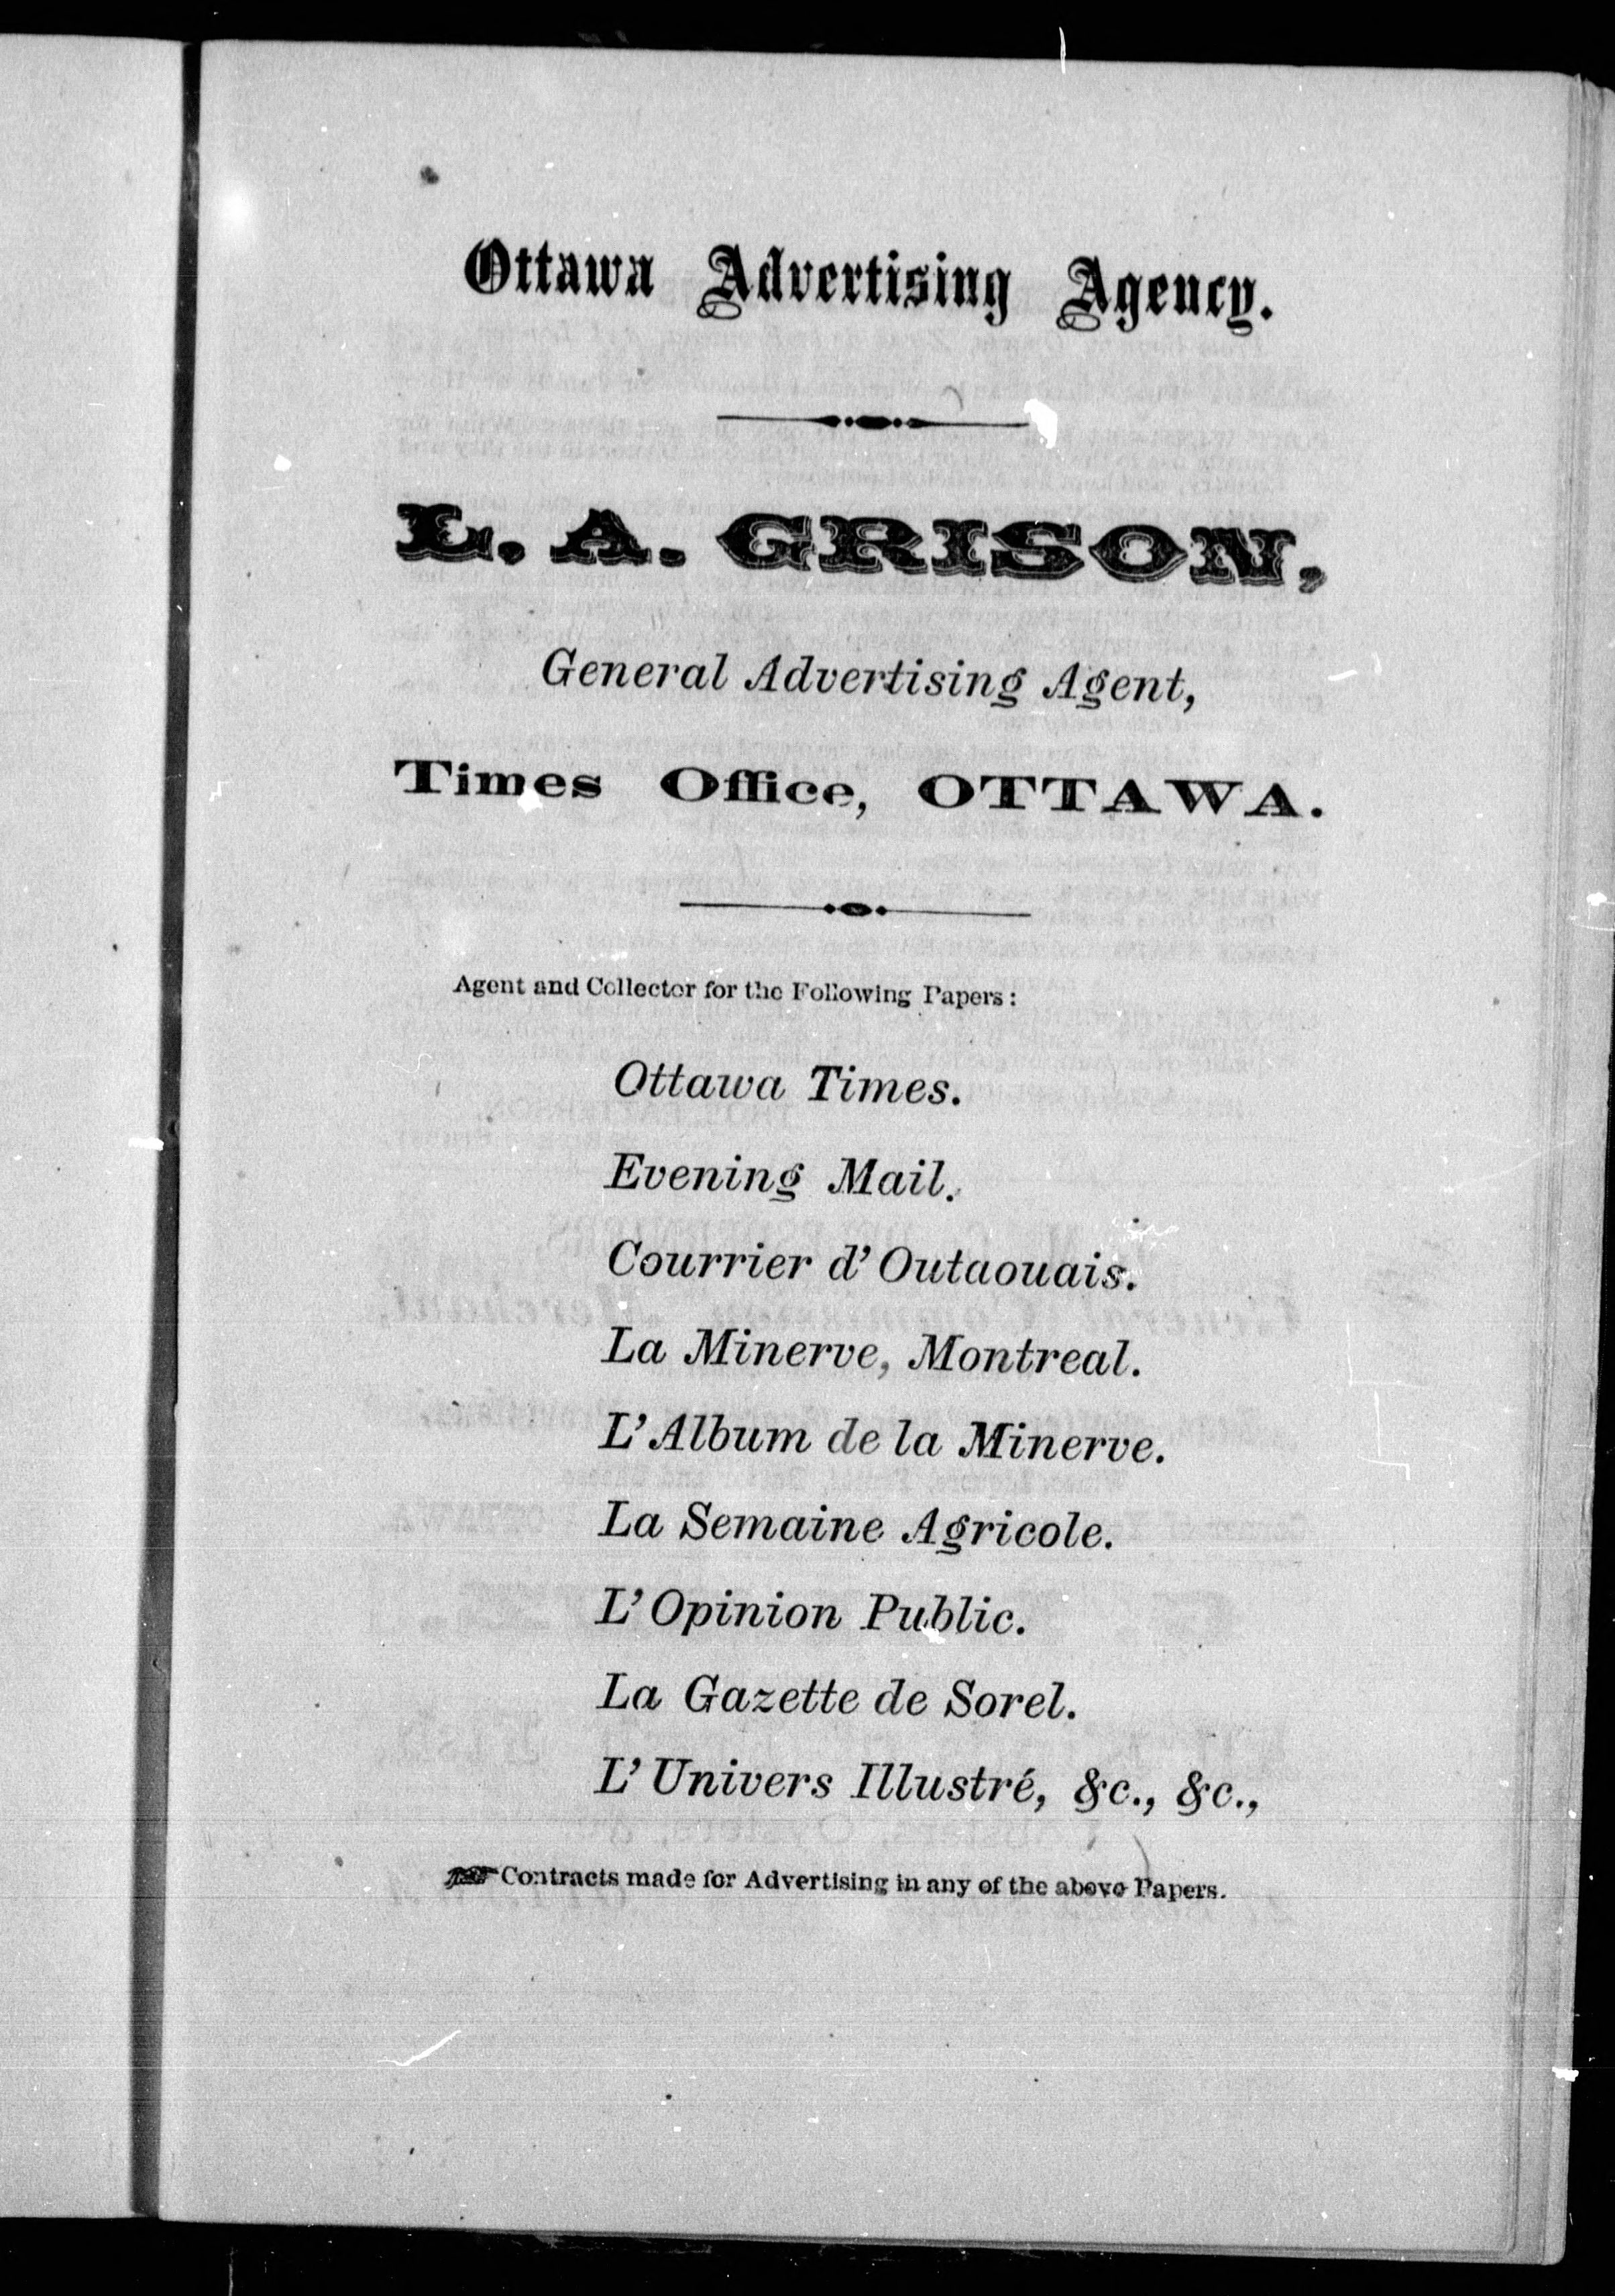 Ottawa Advertising Agency.
L. A. GRISON,
General Advertising Agent,
Times Office, OTTAWA.
Agent and Collector for the Following Papers:
Ottawa Times.
Evening Mail.
Courrier d'Outaouais.
La Minerve, Montreal.
L'Album de la Minerve.
La Semaine Agricole.
L'Opinion Public.
La Gazette de Sorel.
L'Univers Illustré, &c., &c.,
☞ Contracts made for Advertising in any of the above Papers.